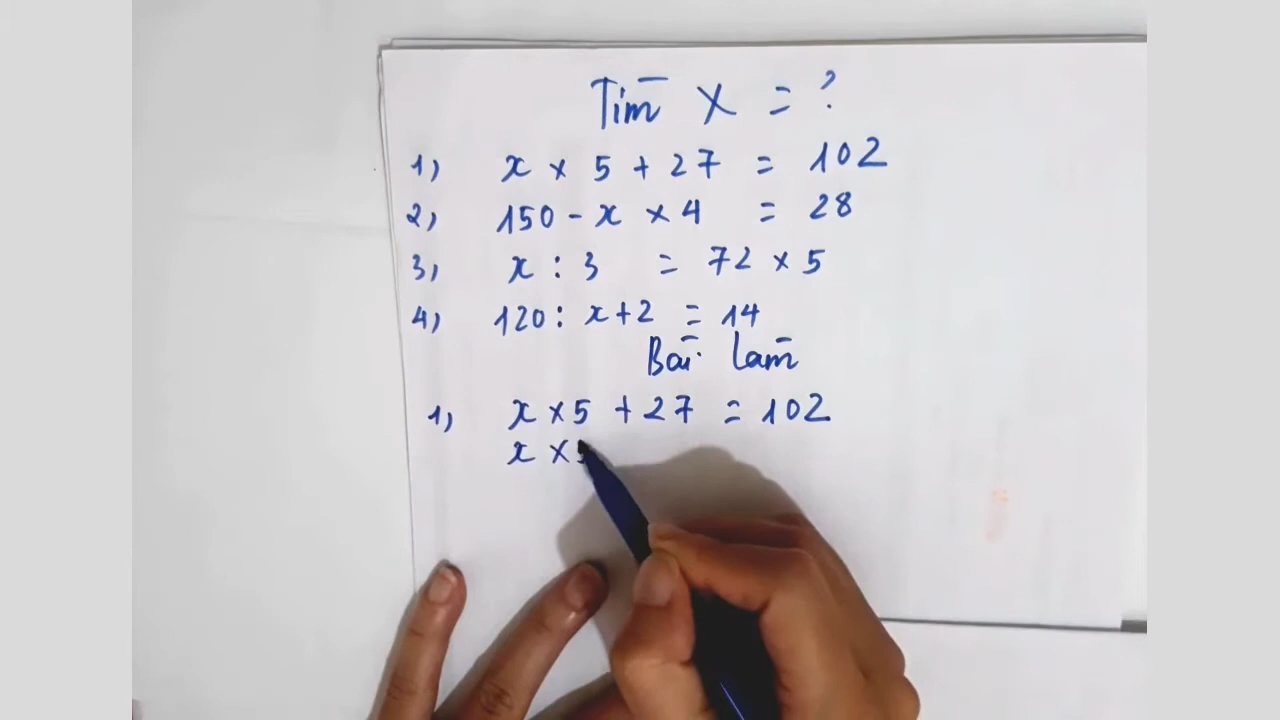 Tìm X = ?
1) x × 5 + 27 = 102
2) 150 - x × 4 = 28
3) x : 3 = 72 × 5
4) 120 : x + 2 = 14
Bài làm
1) x × 5 + 27 = 102
x ×